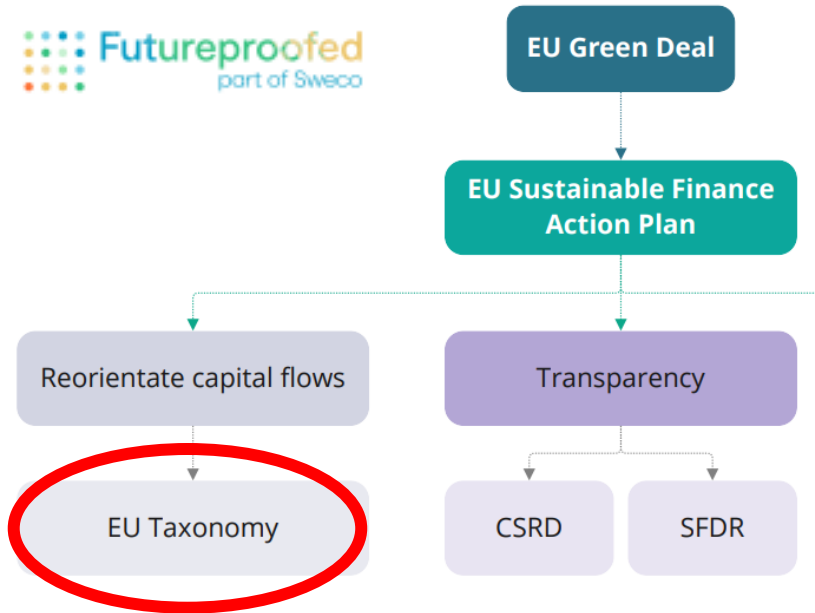 Futureproofed
part of Sweco
EU Green Deal
EU Sustainable Finance
Action Plan
Reorientate capital flows
Transparency
EU Taxonomy
CSRD
SFDR